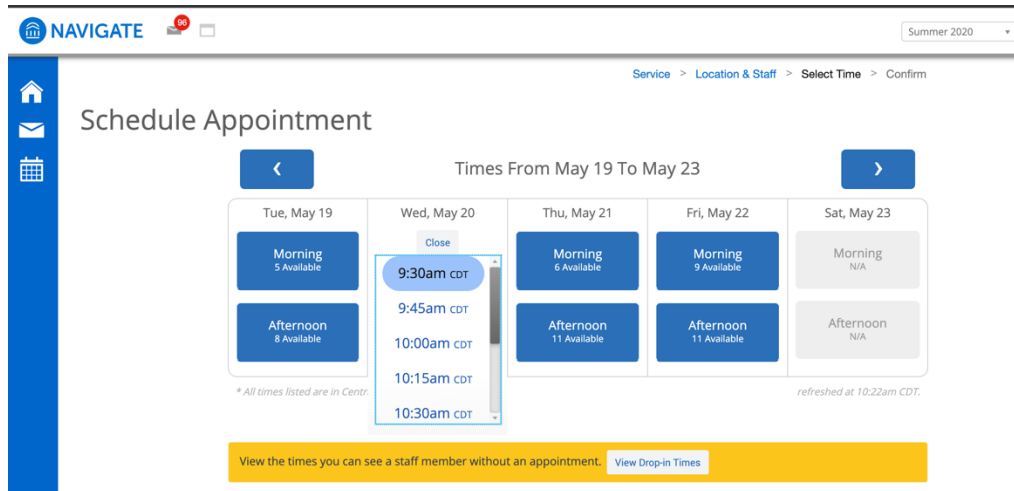 NAVIGATE
96
Summer 2020
Service > Location & Staff > Select Time > Confirm
Schedule Appointment
Times From May 19 To May 23
Tue, May 19
Morning
5 Available
Afternoon
8 Available
Wed, May 20
Close
9:30am CDT
9:45am CDT
10:00am CDT
10:15am CDT
10:30am CDT
Thu, May 21
Morning
6 Available
Afternoon
11 Available
Fri, May 22
Morning
9 Available
Afternoon
11 Available
Sat, May 23
Morning
N/A
Afternoon
N/A
* All times listed are in Centr
refreshed at 10:22am CDT.
View the times you can see a staff member without an appointment.
View Drop-in Times